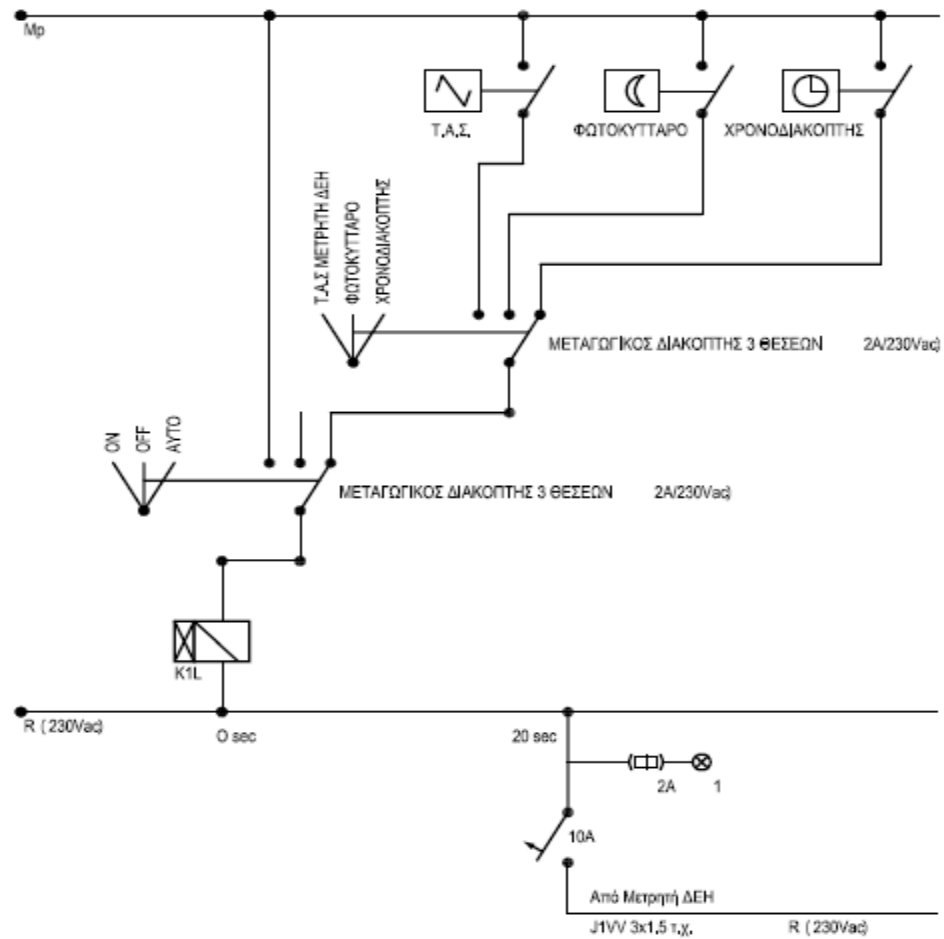 Mp
Τ.Α.Σ.
ΦΩΤΟΚΥΤΤΑΡΟ
ΧΡΟΝΟΔΙΑΚΟΠΤΗΣ
Τ.Α.Σ ΜΕΤΡΗΤΗ ΔΕΗ
ΦΩΤΟΚΥΤΤΑΡΟ
ΧΡΟΝΟΔΙΑΚΟΠΤΗΣ
ΜΕΤΑΓΩΓΙΚΟΣ ΔΙΑΚΟΠΤΗΣ 3 ΘΕΣΕΩΝ 2A/230Vac)
ON
OFF
ΑΥΤΟ
ΜΕΤΑΓΩΓΙΚΟΣ ΔΙΑΚΟΠΤΗΣ 3 ΘΕΣΕΩΝ 2A/230Vac)
K1L
R ( 230Vac)
O sec
20 sec
2A
1
10A
Από Μετρητή ΔΕΗ
J1VV 3x1,5 τ.χ.
R ( 230Vac)